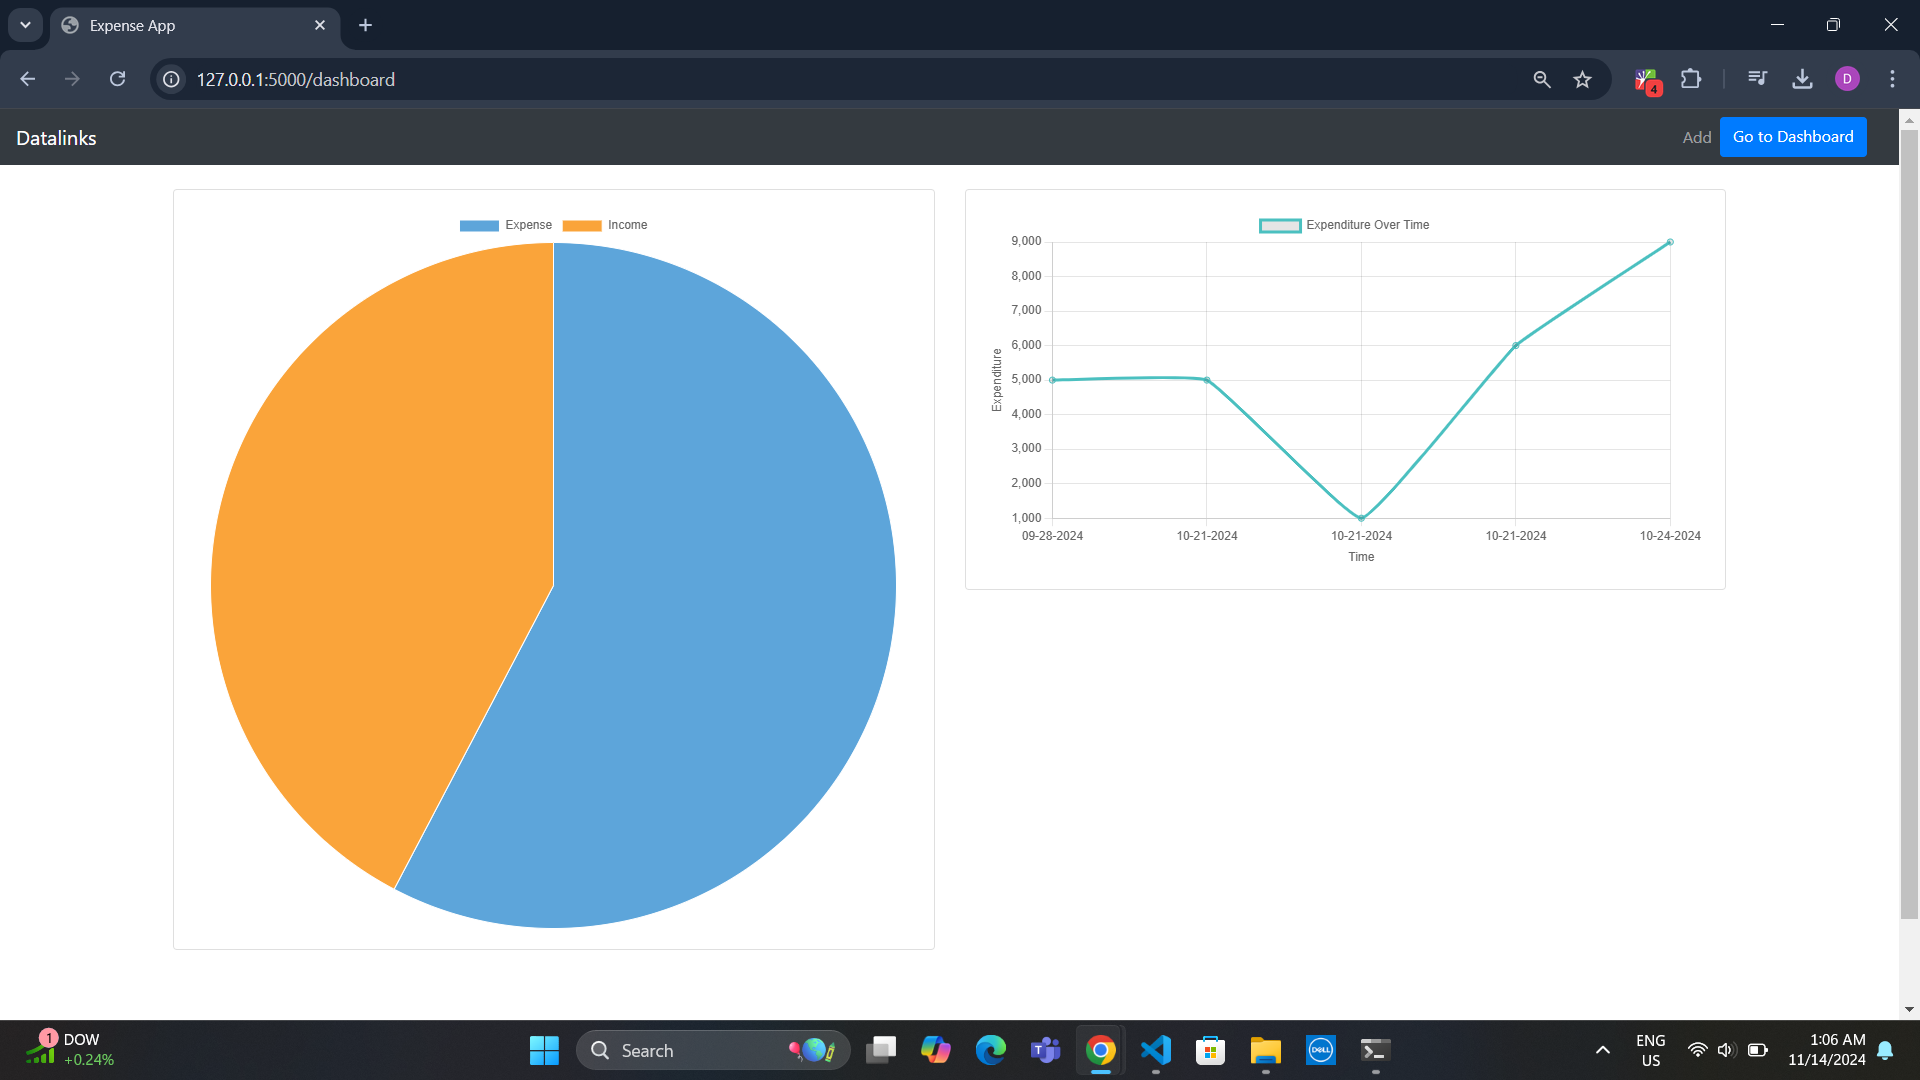 Expense App
127.0.0.1:5000/dashboard
4
D
Datalinks
Add
Go to Dashboard
Expense
Income
Expenditure Over Time
9,000
8,000
7,000
6,000
5,000
4,000
3,000
2,000
1,000
Expenditure
09-28-2024
10-21-2024
10-21-2024
10-21-2024
10-24-2024
Time
1
DOW
+0.24%
Search
DELL
ENG
US
1:06 AM
11/14/2024